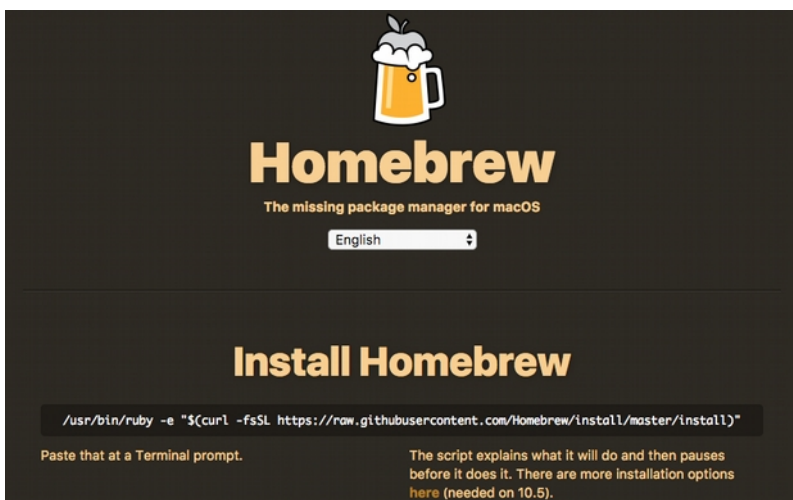 Homebrew
The missing package manager for macOS
English
Install Homebrew
/usr/bin/ruby -e "$(curl -fsSL https://raw.githubusercontent.com/Homebrew/install/master/install)"
Paste that at a Terminal prompt.
The script explains what it will do and then pauses
before it does it. There are more installation options
here (needed on 10.5).